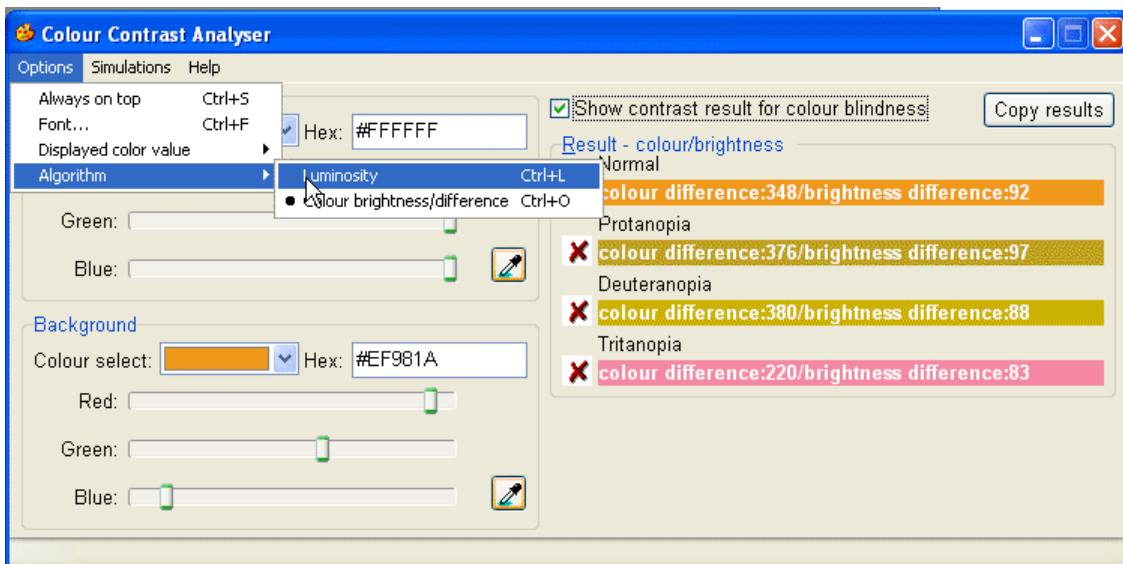 Colour Contrast Analyser
Options Simulations Help
Always on top Ctrl+S
Font... Ctrl+F
Displayed color value
Algorithm
Luminosity Ctrl+L
Colour brightness/difference Ctrl+O
Hex: #FFFFFF
Green:
Blue:
Background
Colour select: Hex: #EF981A
Red:
Green:
Blue:
Show contrast result for colour blindness
Copy results
Result - colour/brightness
Normal
colour difference:348/brightness difference:92
Protanopia
colour difference:376/brightness difference:97
Deuteranopia
colour difference:380/brightness difference:88
Tritanopia
colour difference:220/brightness difference:83